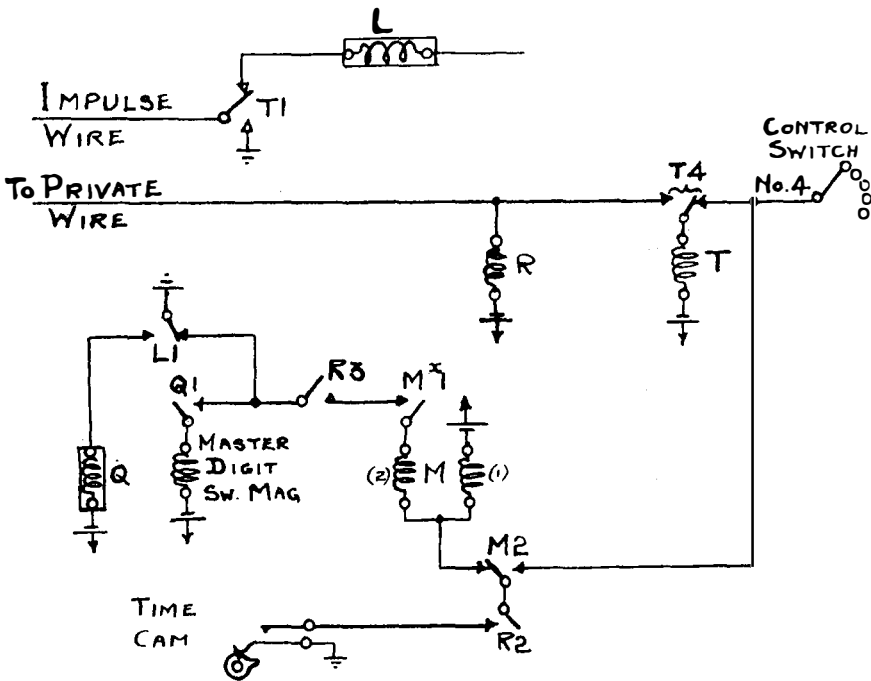 L
IMPULSE
WIRE
T1
CONTROL
SWITCH
TO PRIVATE
WIRE
T4
No.4
R
T
L1
Q1
R3
Mx1
Q
MASTER
DIGIT
SW. MAG
(2)
M
(1)
M2
TIME
CAM
R2